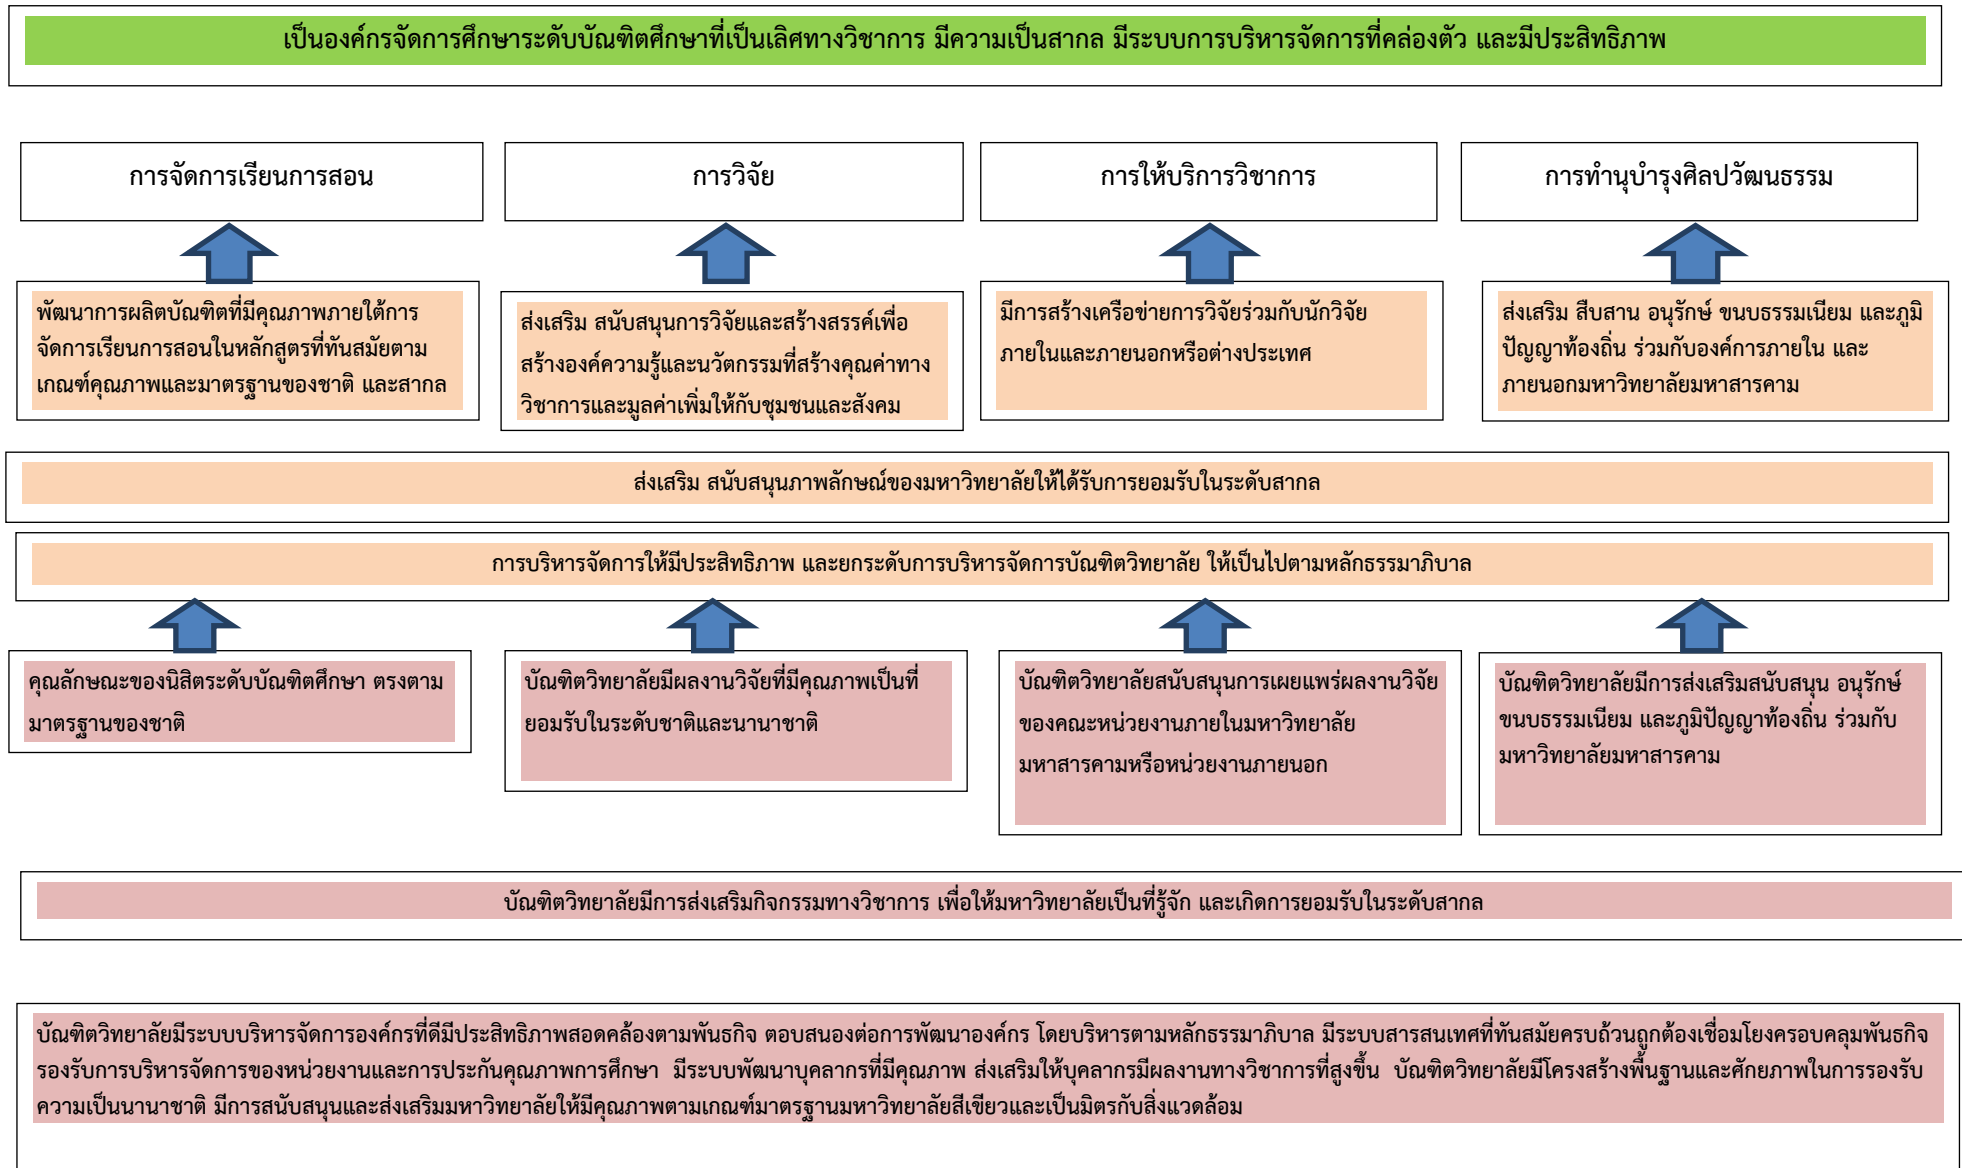 เป็นองค์กรจัดการศึกษาระดับบัณฑิตศึกษาที่เป็นเลิศทางวิชาการ มีความเป็นสากล มีระบบการบริหารจัดการที่คล่องตัว และมีประสิทธิภาพ
การจัดการเรียนการสอน
การวิจัย
การให้บริการวิชาการ
การทำนุบำรุงศิลปวัฒนธรรม
พัฒนาการผลิตบัณฑิตที่มีคุณภาพภายใต้การ
จัดการเรียนการสอนในหลักสูตรที่ทันสมัยตาม
เกณฑ์คุณภาพและมาตรฐานของชาติ และสากล
ส่งเสริม สนับสนุนการวิจัยและสร้างสรรค์เพื่อ
สร้างองค์ความรู้และนวัตกรรมที่สร้างคุณค่าทาง
วิชาการและมูลค่าเพิ่มให้กับชุมชนและสังคม
มีการสร้างเครือข่ายการวิจัยร่วมกับนักวิจัย
ภายในและภายนอกหรือต่างประเทศ
ส่งเสริม สืบสาน อนุรักษ์ ขนบธรรมเนียม และภูมิ
ปัญญาท้องถิ่น ร่วมกับองค์การภายใน และ
ภายนอกมหาวิทยาลัยมหาสารคาม
ส่งเสริม สนับสนุนภาพลักษณ์ของมหาวิทยาลัยให้ได้รับการยอมรับในระดับสากล
การบริหารจัดการให้มีประสิทธิภาพ และยกระดับการบริหารจัดการบัณฑิตวิทยาลัย ให้เป็นไปตามหลักธรรมาภิบาล
คุณลักษณะของนิสิตระดับบัณฑิตศึกษา ตรงตาม
มาตรฐานของชาติ
บัณฑิตวิทยาลัยมีผลงานวิจัยที่มีคุณภาพเป็นที่
ยอมรับในระดับชาติและนานาชาติ
บัณฑิตวิทยาลัยสนับสนุนการเผยแพร่ผลงานวิจัย
ของคณะหน่วยงานภายในมหาวิทยาลัย
มหาสารคามหรือหน่วยงานภายนอก
บัณฑิตวิทยาลัยมีการส่งเสริมสนับสนุน อนุรักษ์
ขนบธรรมเนียม และภูมิปัญญาท้องถิ่น ร่วมกับ
มหาวิทยาลัยมหาสารคาม
บัณฑิตวิทยาลัยมีการส่งเสริมกิจกรรมทางวิชาการ เพื่อให้มหาวิทยาลัยเป็นที่รู้จัก และเกิดการยอมรับในระดับสากล
บัณฑิตวิทยาลัยมีระบบบริหารจัดการองค์กรที่ดีมีประสิทธิภาพสอดคล้องตามพันธกิจ ตอบสนองต่อการพัฒนาองค์กร โดยบริหารตามหลักธรรมาภิบาล มีระบบสารสนเทศที่ทันสมัยครบถ้วนถูกต้องเชื่อมโยงครอบคลุมพันธกิจ
รองรับการบริหารจัดการของหน่วยงานและการประกันคุณภาพการศึกษา มีระบบพัฒนาบุคลากรที่มีคุณภาพ ส่งเสริมให้บุคลากรมีผลงานทางวิชาการที่สูงขึ้น บัณฑิตวิทยาลัยมีโครงสร้างพื้นฐานและศักยภาพในการรองรับ
ความเป็นนานาชาติ มีการสนับสนุนและส่งเสริมมหาวิทยาลัยให้มีคุณภาพตามเกณฑ์มาตรฐานมหาวิทยาลัยสีเขียวและเป็นมิตรกับสิ่งแวดล้อม